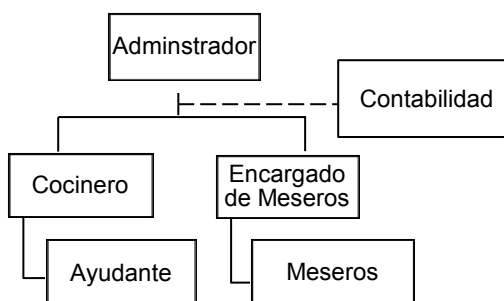 Adminstrador
Contabilidad
Cocinero
Encargado
de Meseros
Ayudante
Meseros